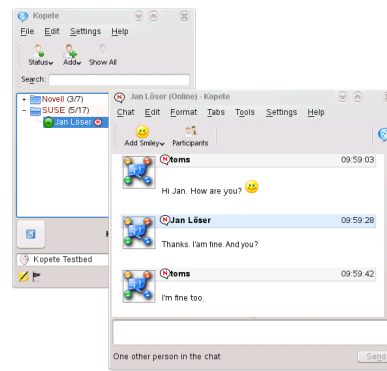 Kopete
File Edit Settings Help
Status Add Show All
Search:
Novell (3/7)
SUSE (5/17)
Jan Löser
Kopete Testbed
Jan Löser (Online) - Kopete
Chat Edit Format Tabs Tools Settings Help
Add Smiley Participants
toms 09:59:03
Hi Jan. How are you?
Jan Löser 09:59:28
Thanks. I'am fine. And you?
toms 09:59:42
I'm fine too.
One other person in the chat
Send